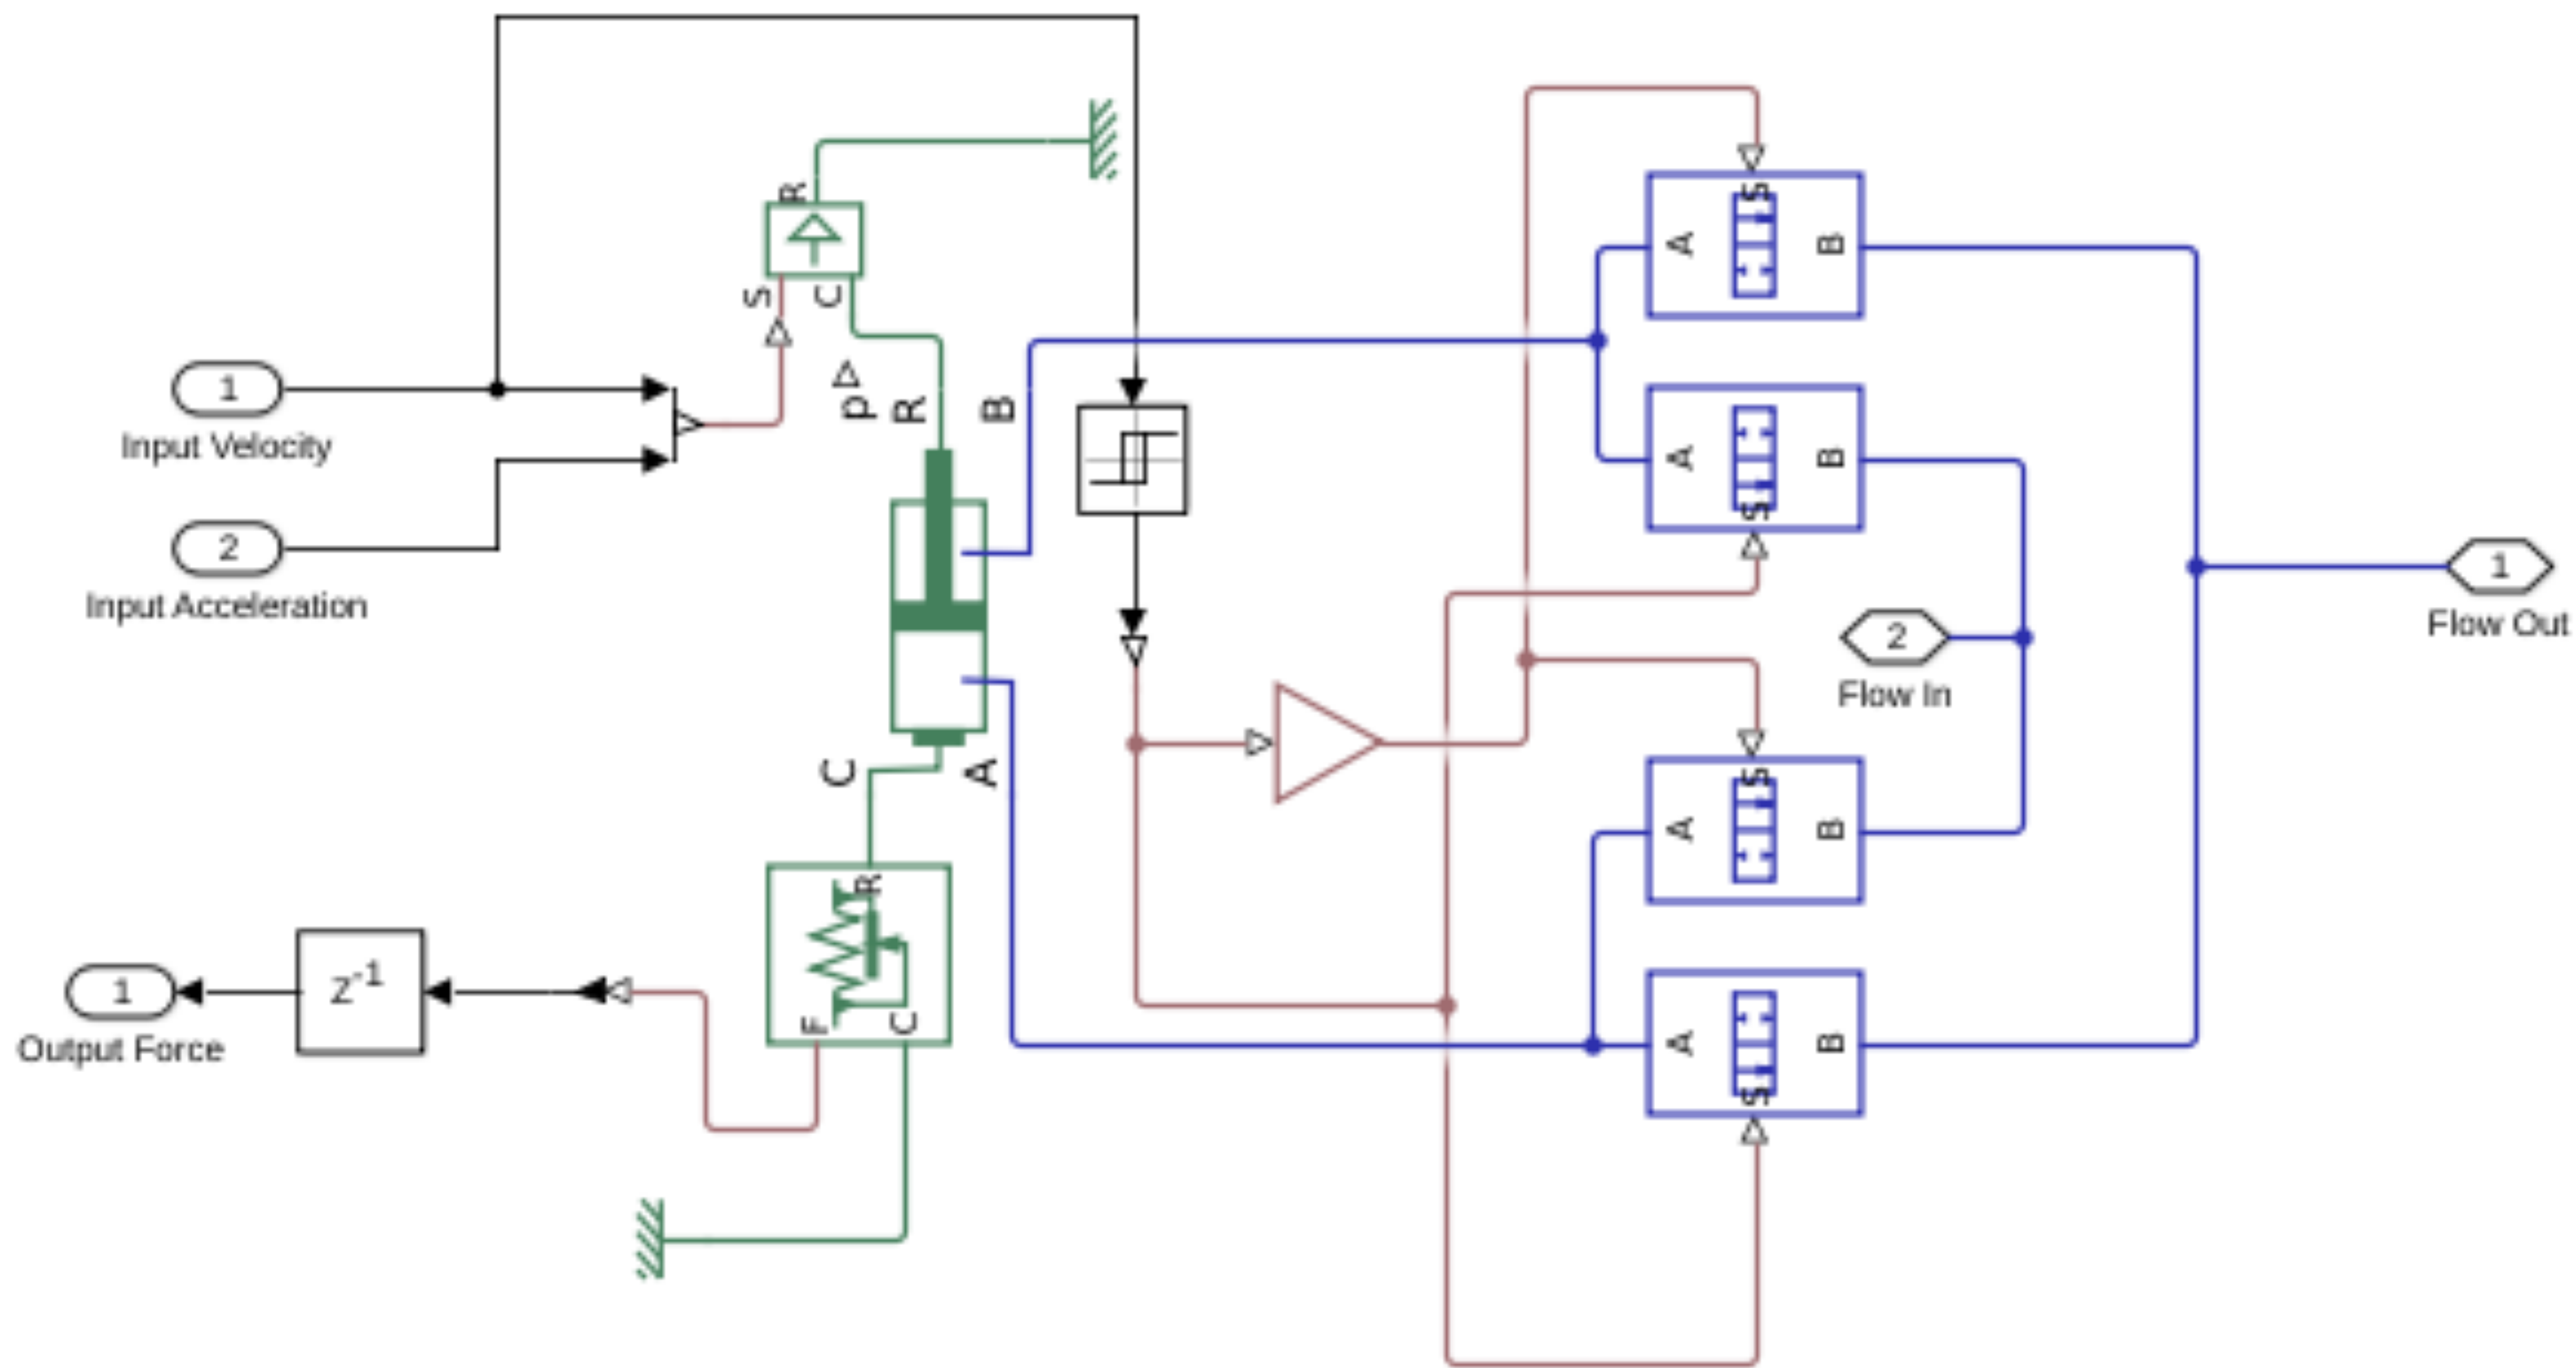 R
S
C
1
Input Velocity
p
R
B
2
Input Acceleration
C
A
R
F
C
Z-1
1
Output Force
S
A
B
A
B
S
2
Flow In
S
A
B
A
B
S
1
Flow Out